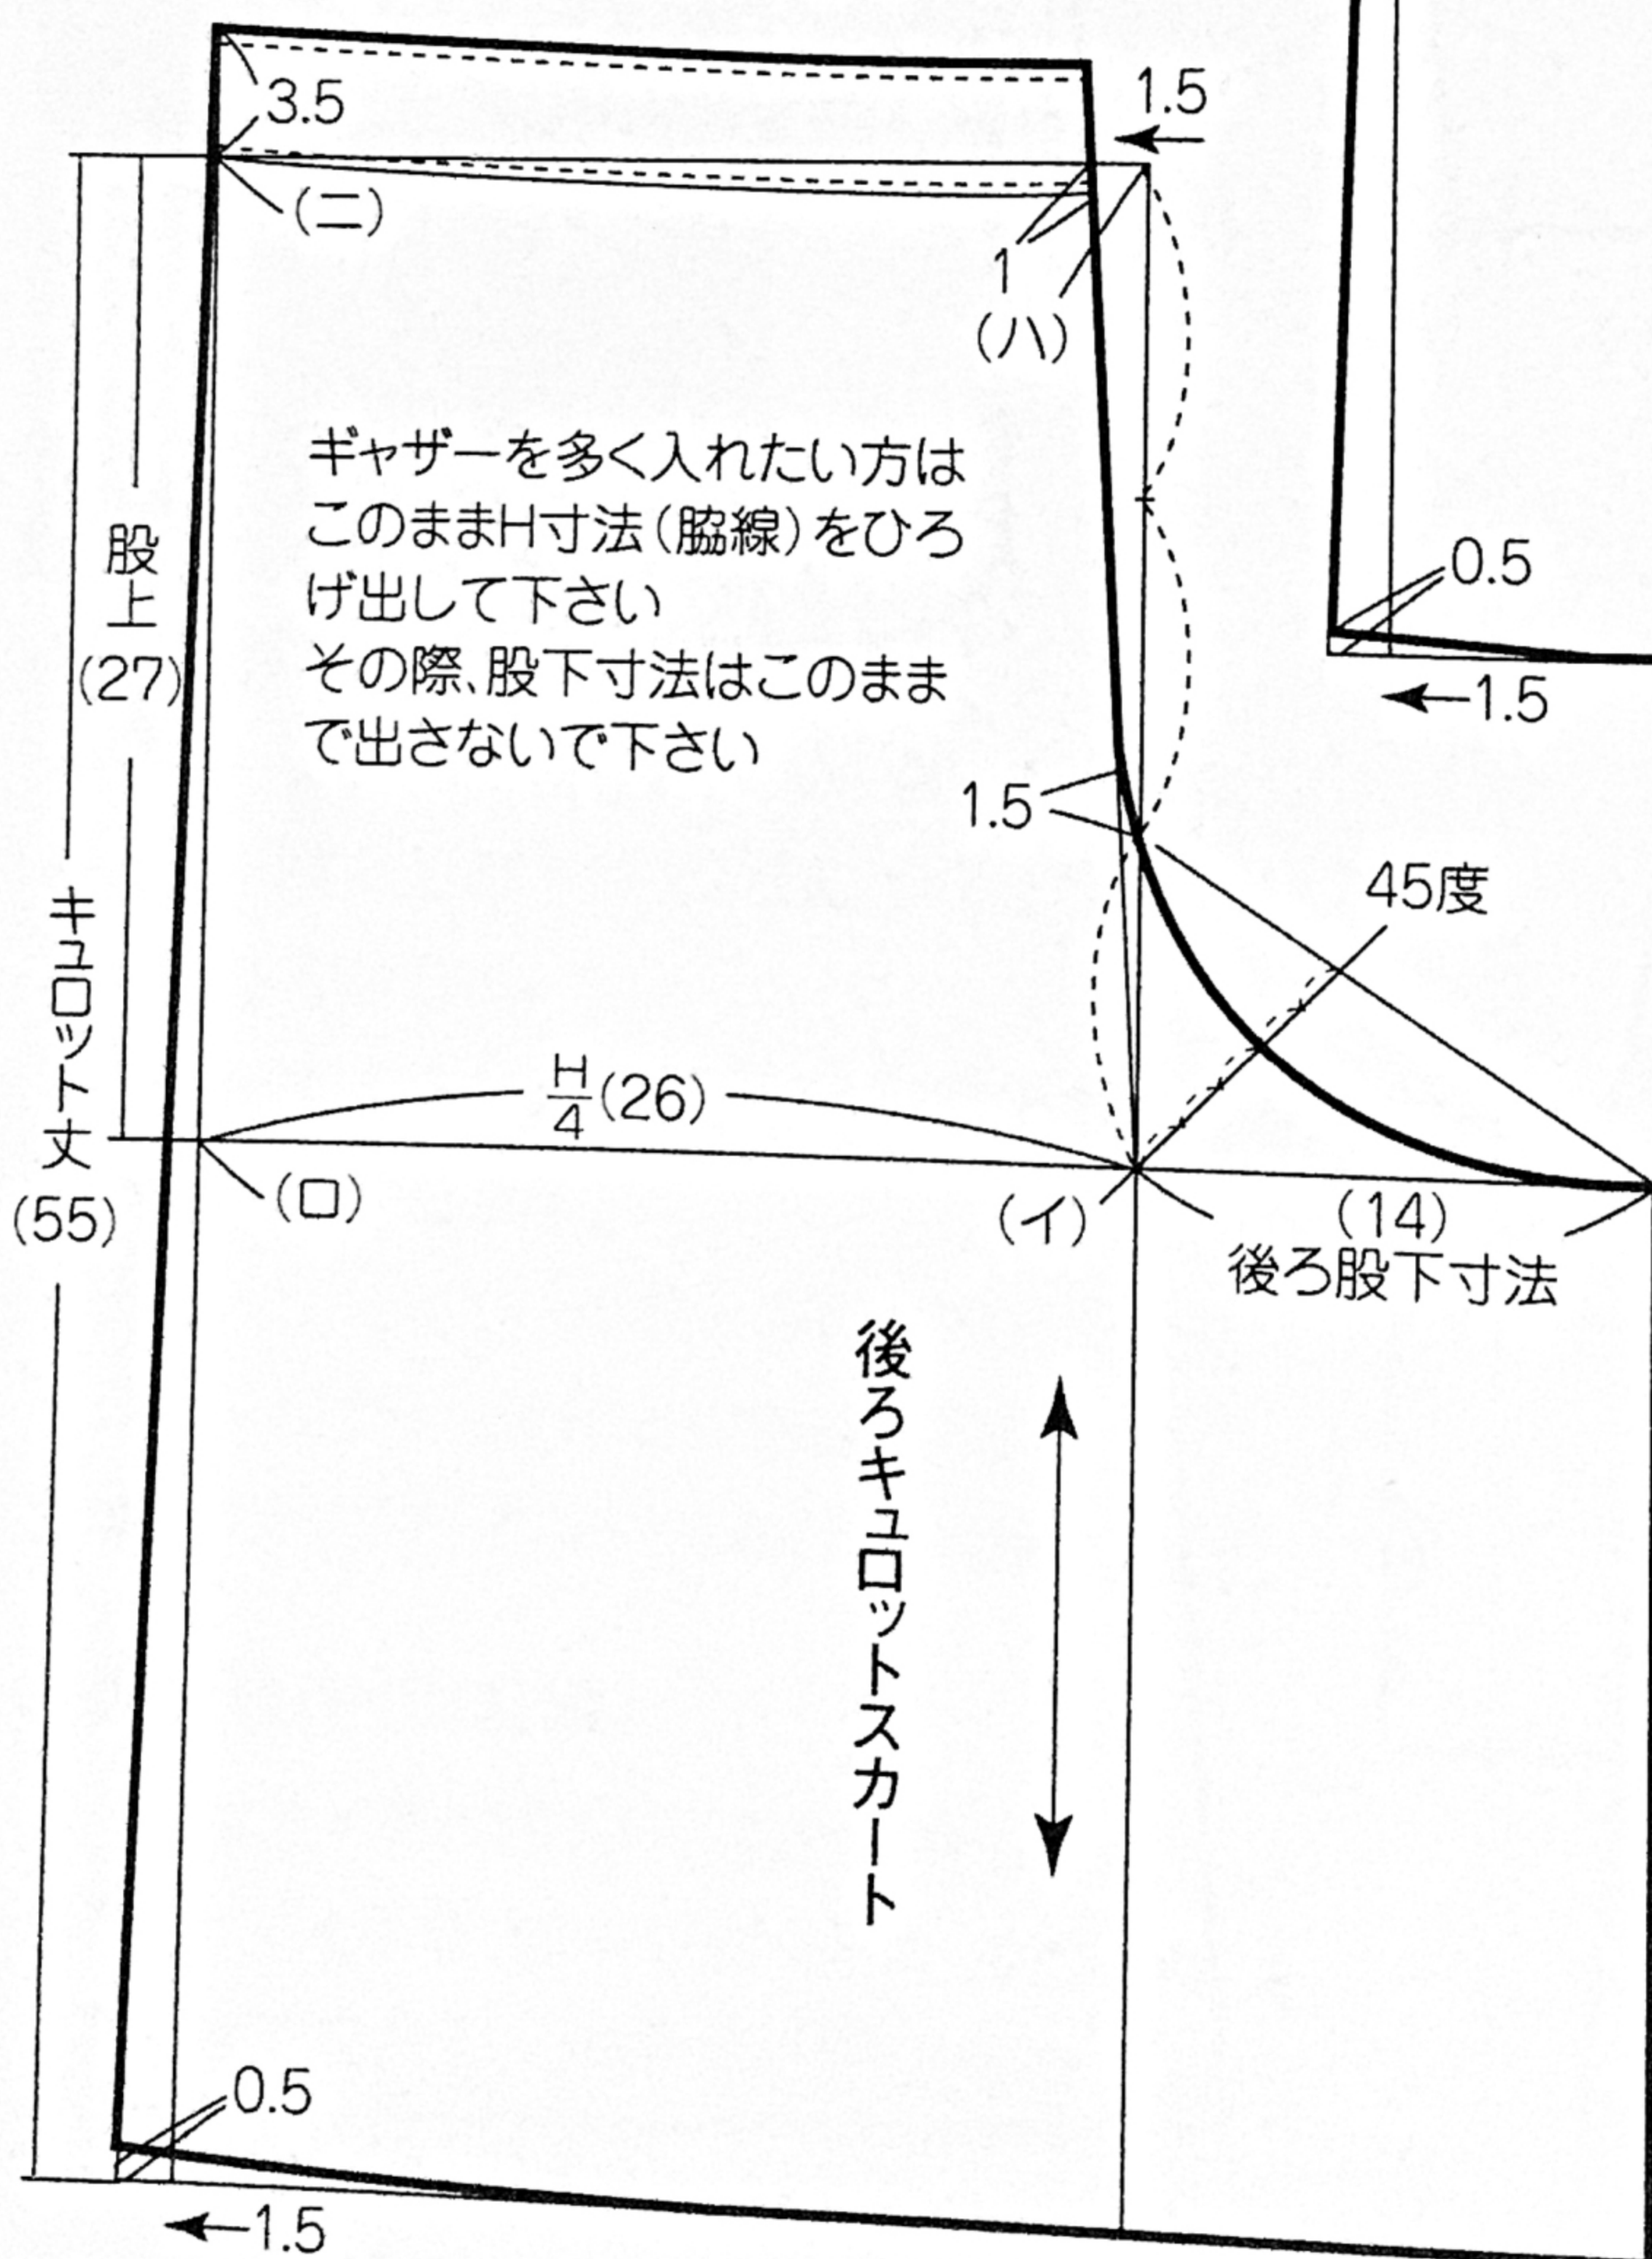 3.5
1.5
(ニ)
1
(ハ)
ギャザーを多く入れたい方は
このままH寸法(脇線)をひろ
げ出して下さい
その際、股下寸法はこのまま
で出さないで下さい
股上
(27)
0.5
1.5
1.5
45度
キュロット丈
(55)
H/4(26)
(ロ)
(イ)
(14)
後ろ股下寸法
後ろキュロットスカート
0.5
1.5